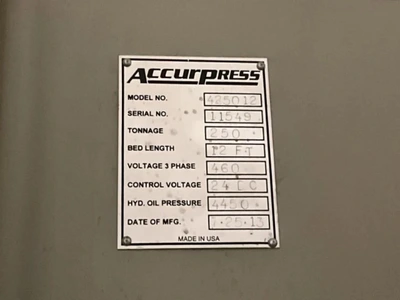 ACCURPRESS
MODEL NO. 425012
SERIAL NO. 11549
TONNAGE 250
BED LENGTH 12 FT
VOLTAGE 3 PHASE 460
CONTROL VOLTAGE 24 DC
HYD. OIL PRESSURE 4450
DATE OF MFG.
MADE IN USA